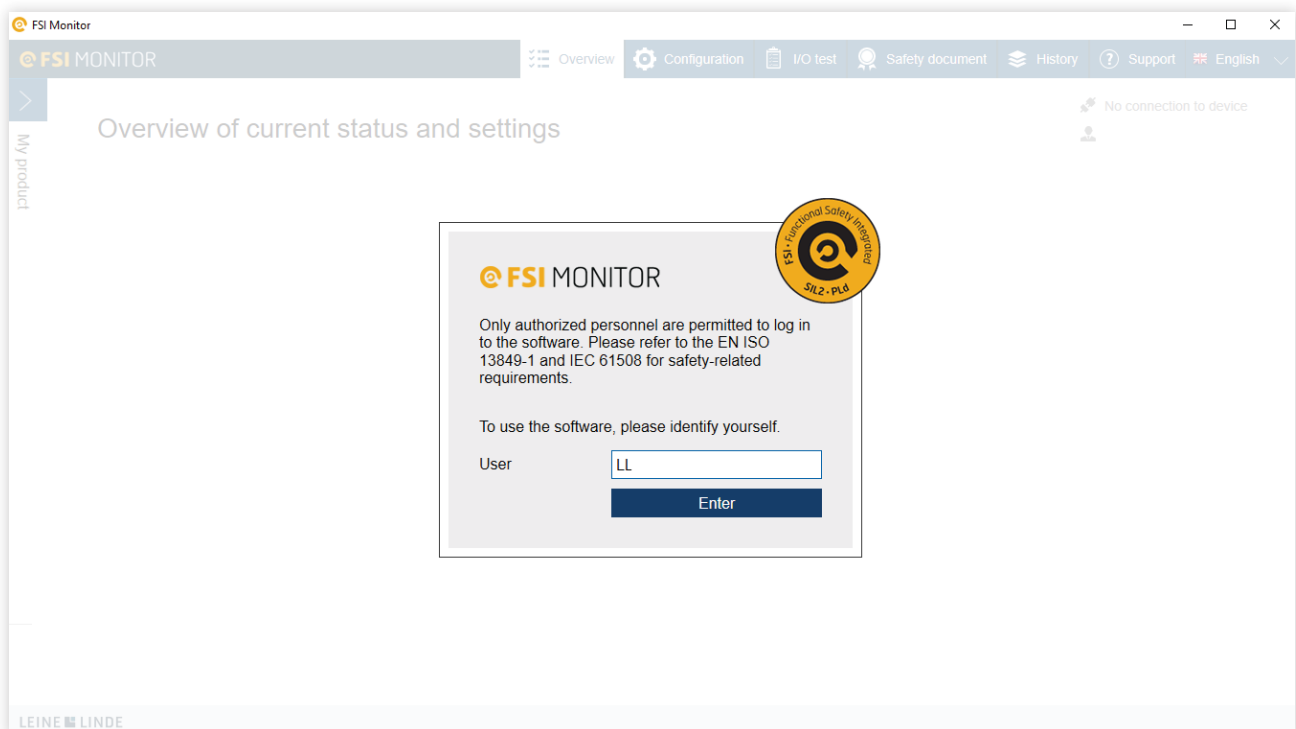 FSI Monitor
FSI MONITOR
Overview
Configuration
I/O test
Safety document
History
Support
English
My product
Overview of current status and settings
No connection to device
FSI • Functional Safety Integrated
SIL2 • PLd
FSI MONITOR
Only authorized personnel are permitted to log in
to the software. Please refer to the EN ISO
13849-1 and IEC 61508 for safety-related
requirements.
To use the software, please identify yourself.
User
LL
Enter
LEINE LINDE